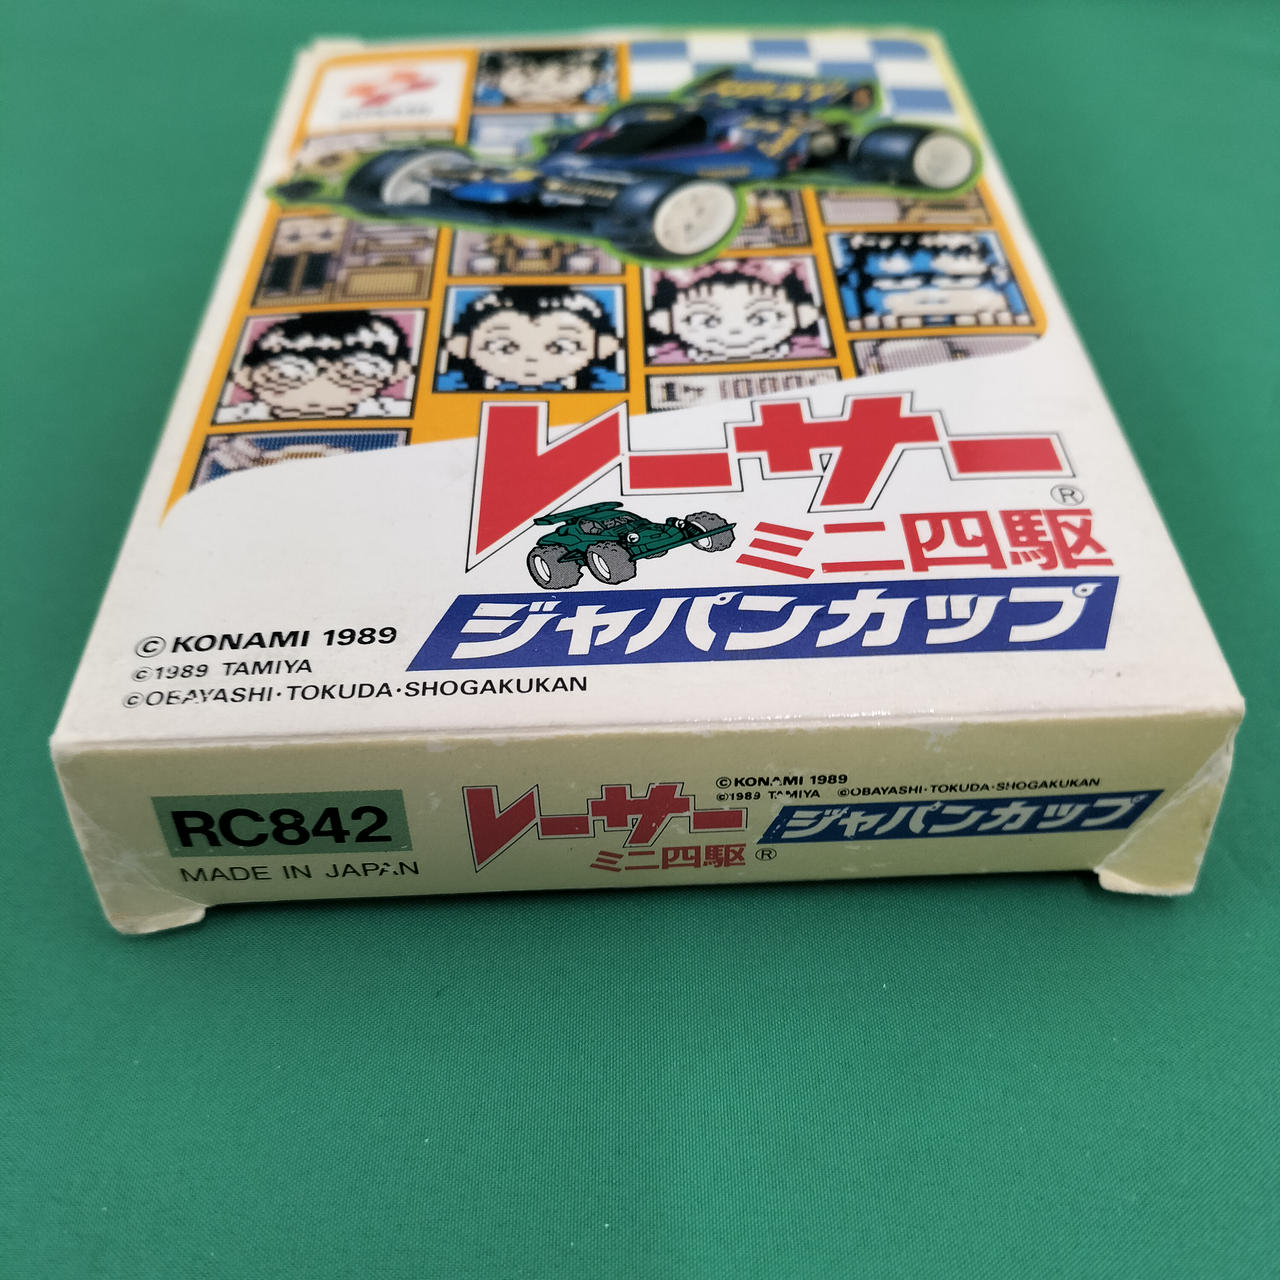 KONAMI
レーサー
®
ミニ四駆
ジャパンカップ
©KONAMI 1989
©1989 TAMIYA
©OBAYASHI·TOKUDA·SHOGAKUKAN
RC842
MADE IN JAPAN
レーサー
ミニ四駆 ®
©KONAMI 1989
©1989 TAMIYA ©OBAYASHI·TOKUDA·SHOGAKUKAN
ジャパンカップ